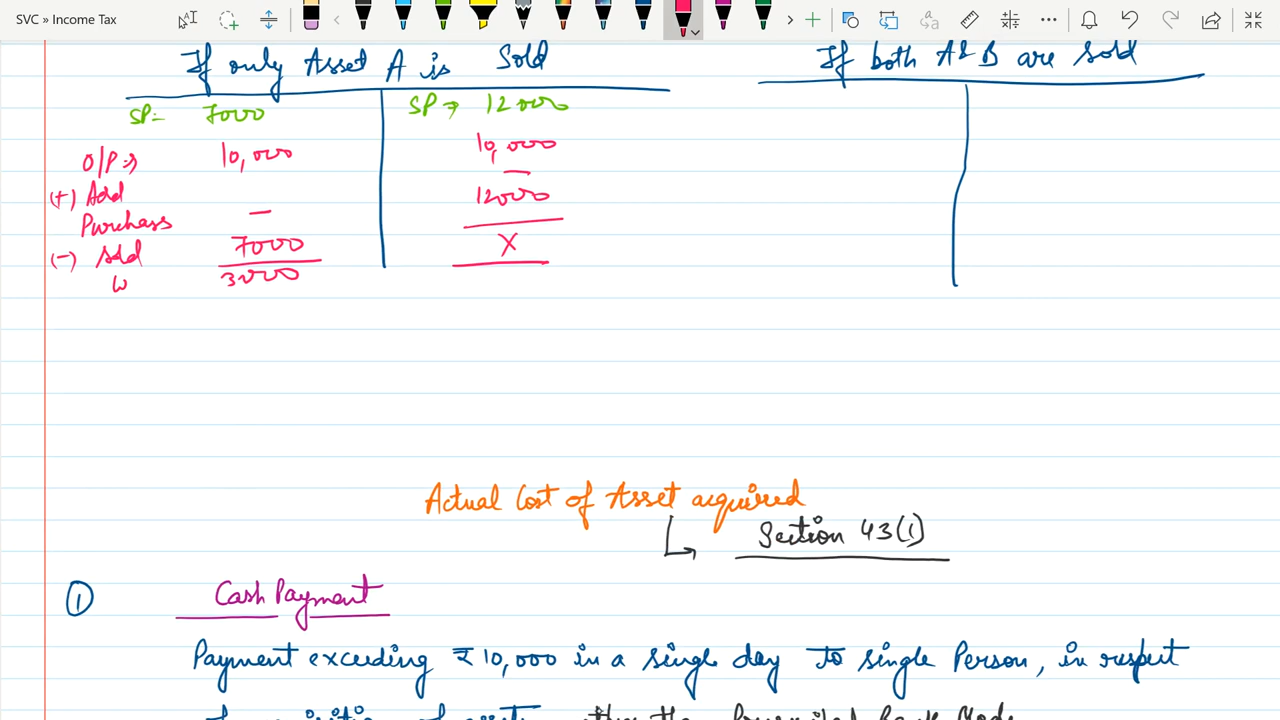 SVC » Income Tax
If only Asset A is Sold
If both A & B are sold
SP= 7000
SP → 12000
O/P ⇒ 10,000
10,000
(+) Add Purchases —
—
12000
(-) Sold 7000
X
W 3000
Actual Cost of Asset acquired
↳ Section 43(1)
① Cash Payment
Payment exceeding ₹ 10,000 in a single day to single Person, in respect